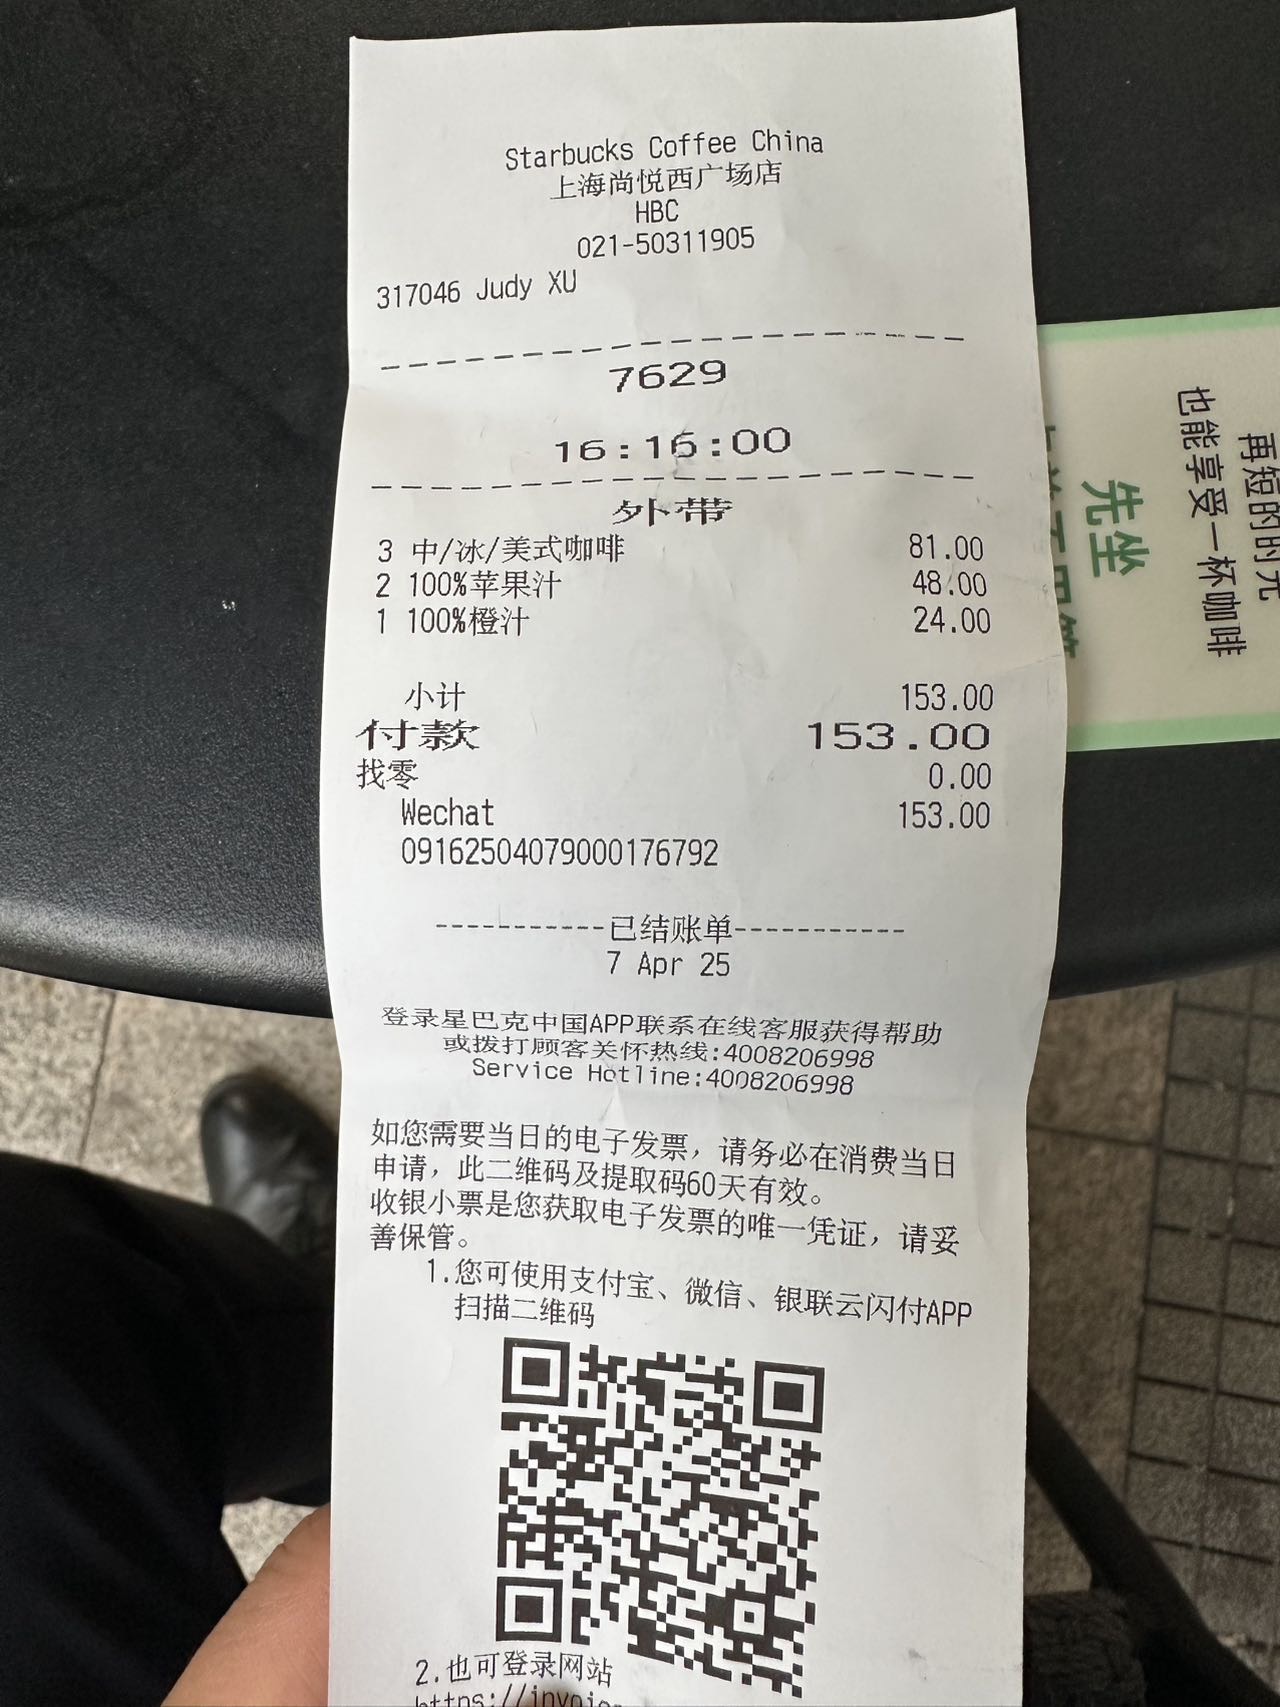 Starbucks Coffee China
上海尚悦西广场店
HBC
021-50311905
317046 Judy XU
7629
16:16:00
外带
3 中/冰/美式咖啡 81.00
2 100%苹果汁 48.00
1 100%橙汁 24.00
小计 153.00
付款 153.00
找零 0.00
Wechat 153.00
09162504079000176792
-----------已结账单-----------
7 Apr 25
登录星巴克中国APP联系在线客服获得帮助
或拨打顾客关怀热线:4008206998
Service Hotline:4008206998
如您需要当日的电子发票，请务必在消费当日
申请，此二维码及提取码60天有效。
收银小票是您获取电子发票的唯一凭证，请妥
善保管。
1.您可使用支付宝、微信、银联云闪付APP
扫描二维码
2.也可登录网站
再短的时光
也能享受一杯咖啡
先坐